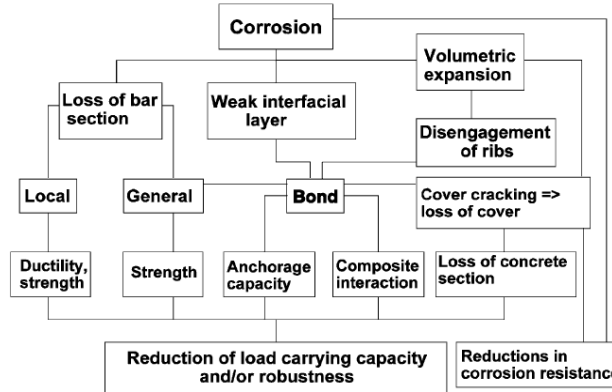 Corrosion
Volumetric
expansion
Loss of bar
section
Weak interfacial
layer
Disengagement
of ribs
Local
General
Bond
Cover cracking =>
loss of cover
Ductility,
strength
Strength
Anchorage
capacity
Composite
interaction
Loss of concrete
section
Reduction of load carrying capacity
and/or robustness
Reductions in
corrosion resistance